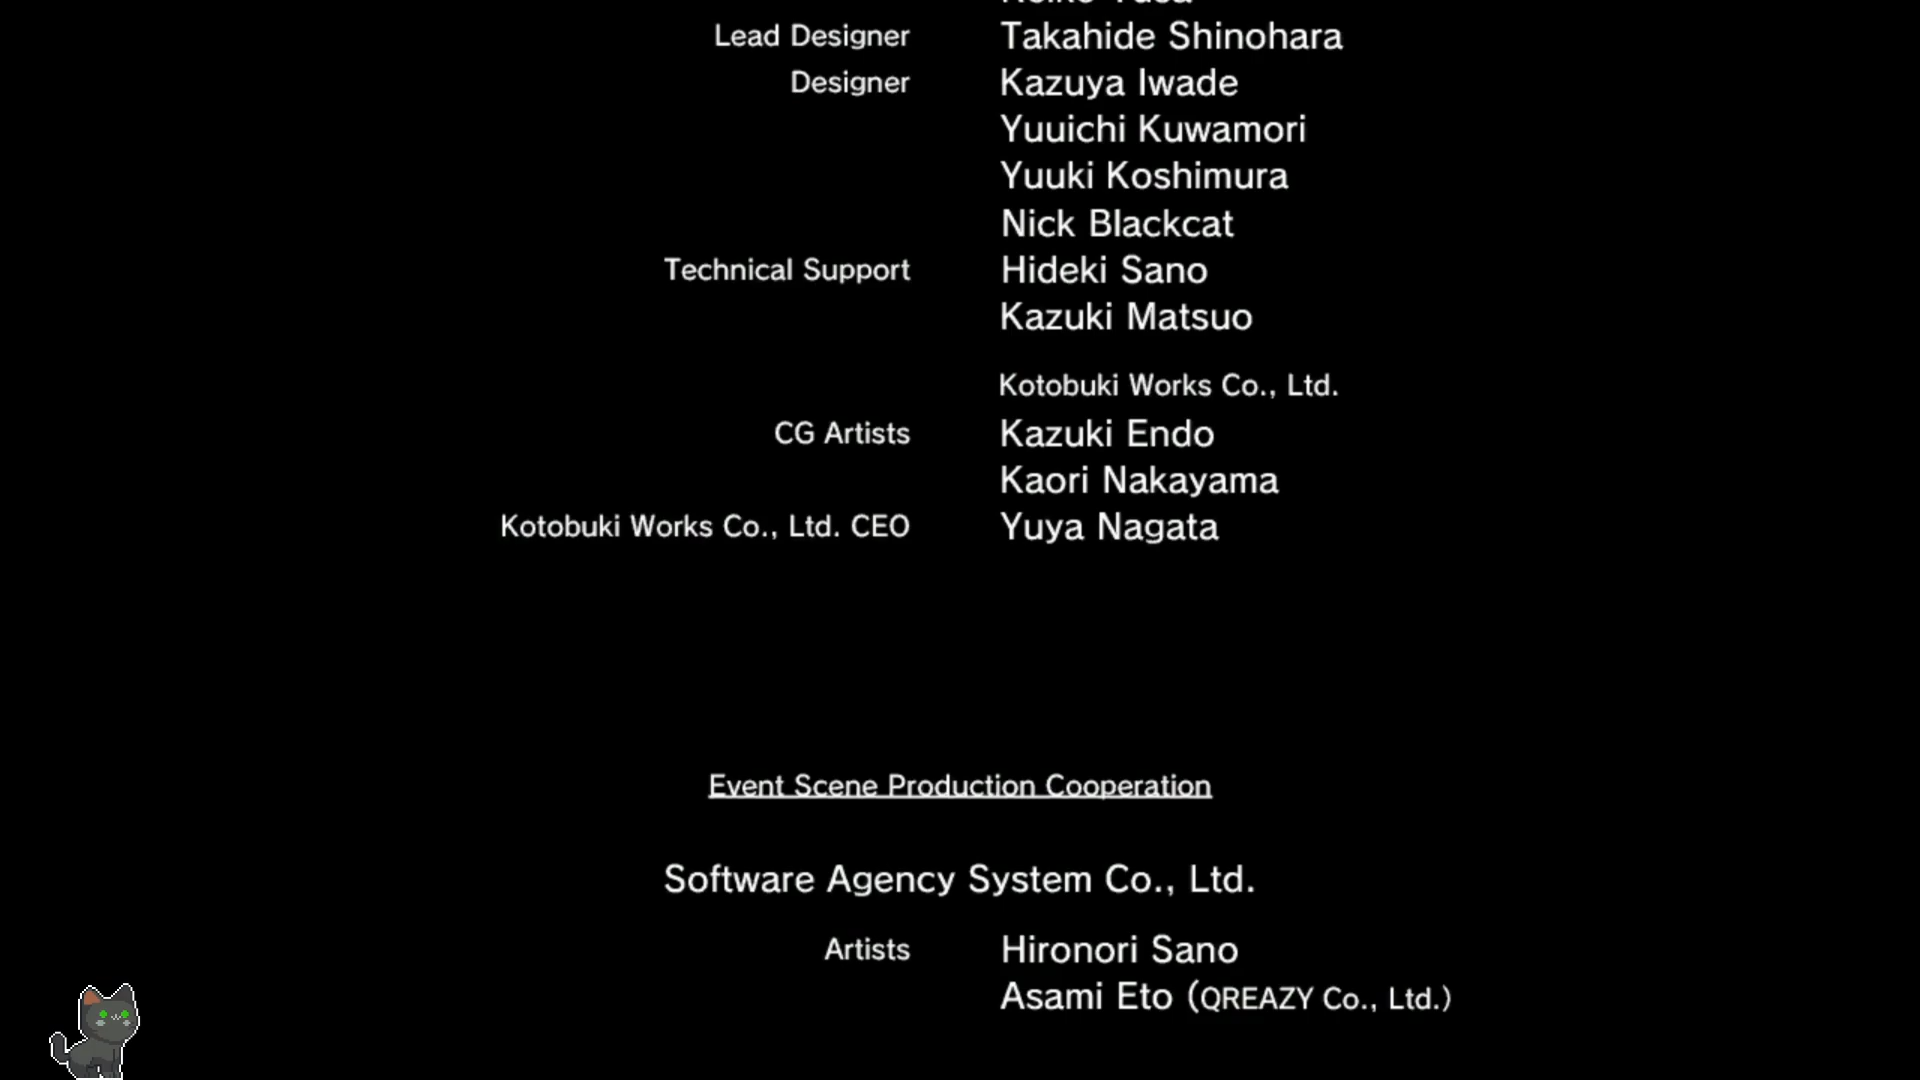 Lead Designer Takahide Shinohara
Designer Kazuya Iwade
Yuuichi Kuwamori
Yuuki Koshimura
Nick Blackcat
Technical Support Hideki Sano
Kazuki Matsuo
Kotobuki Works Co., Ltd.
CG Artists Kazuki Endo
Kaori Nakayama
Kotobuki Works Co., Ltd. CEO Yuya Nagata
Event Scene Production Cooperation
Software Agency System Co., Ltd.
Artists Hironori Sano
Asami Eto (QREAZY Co., Ltd.)